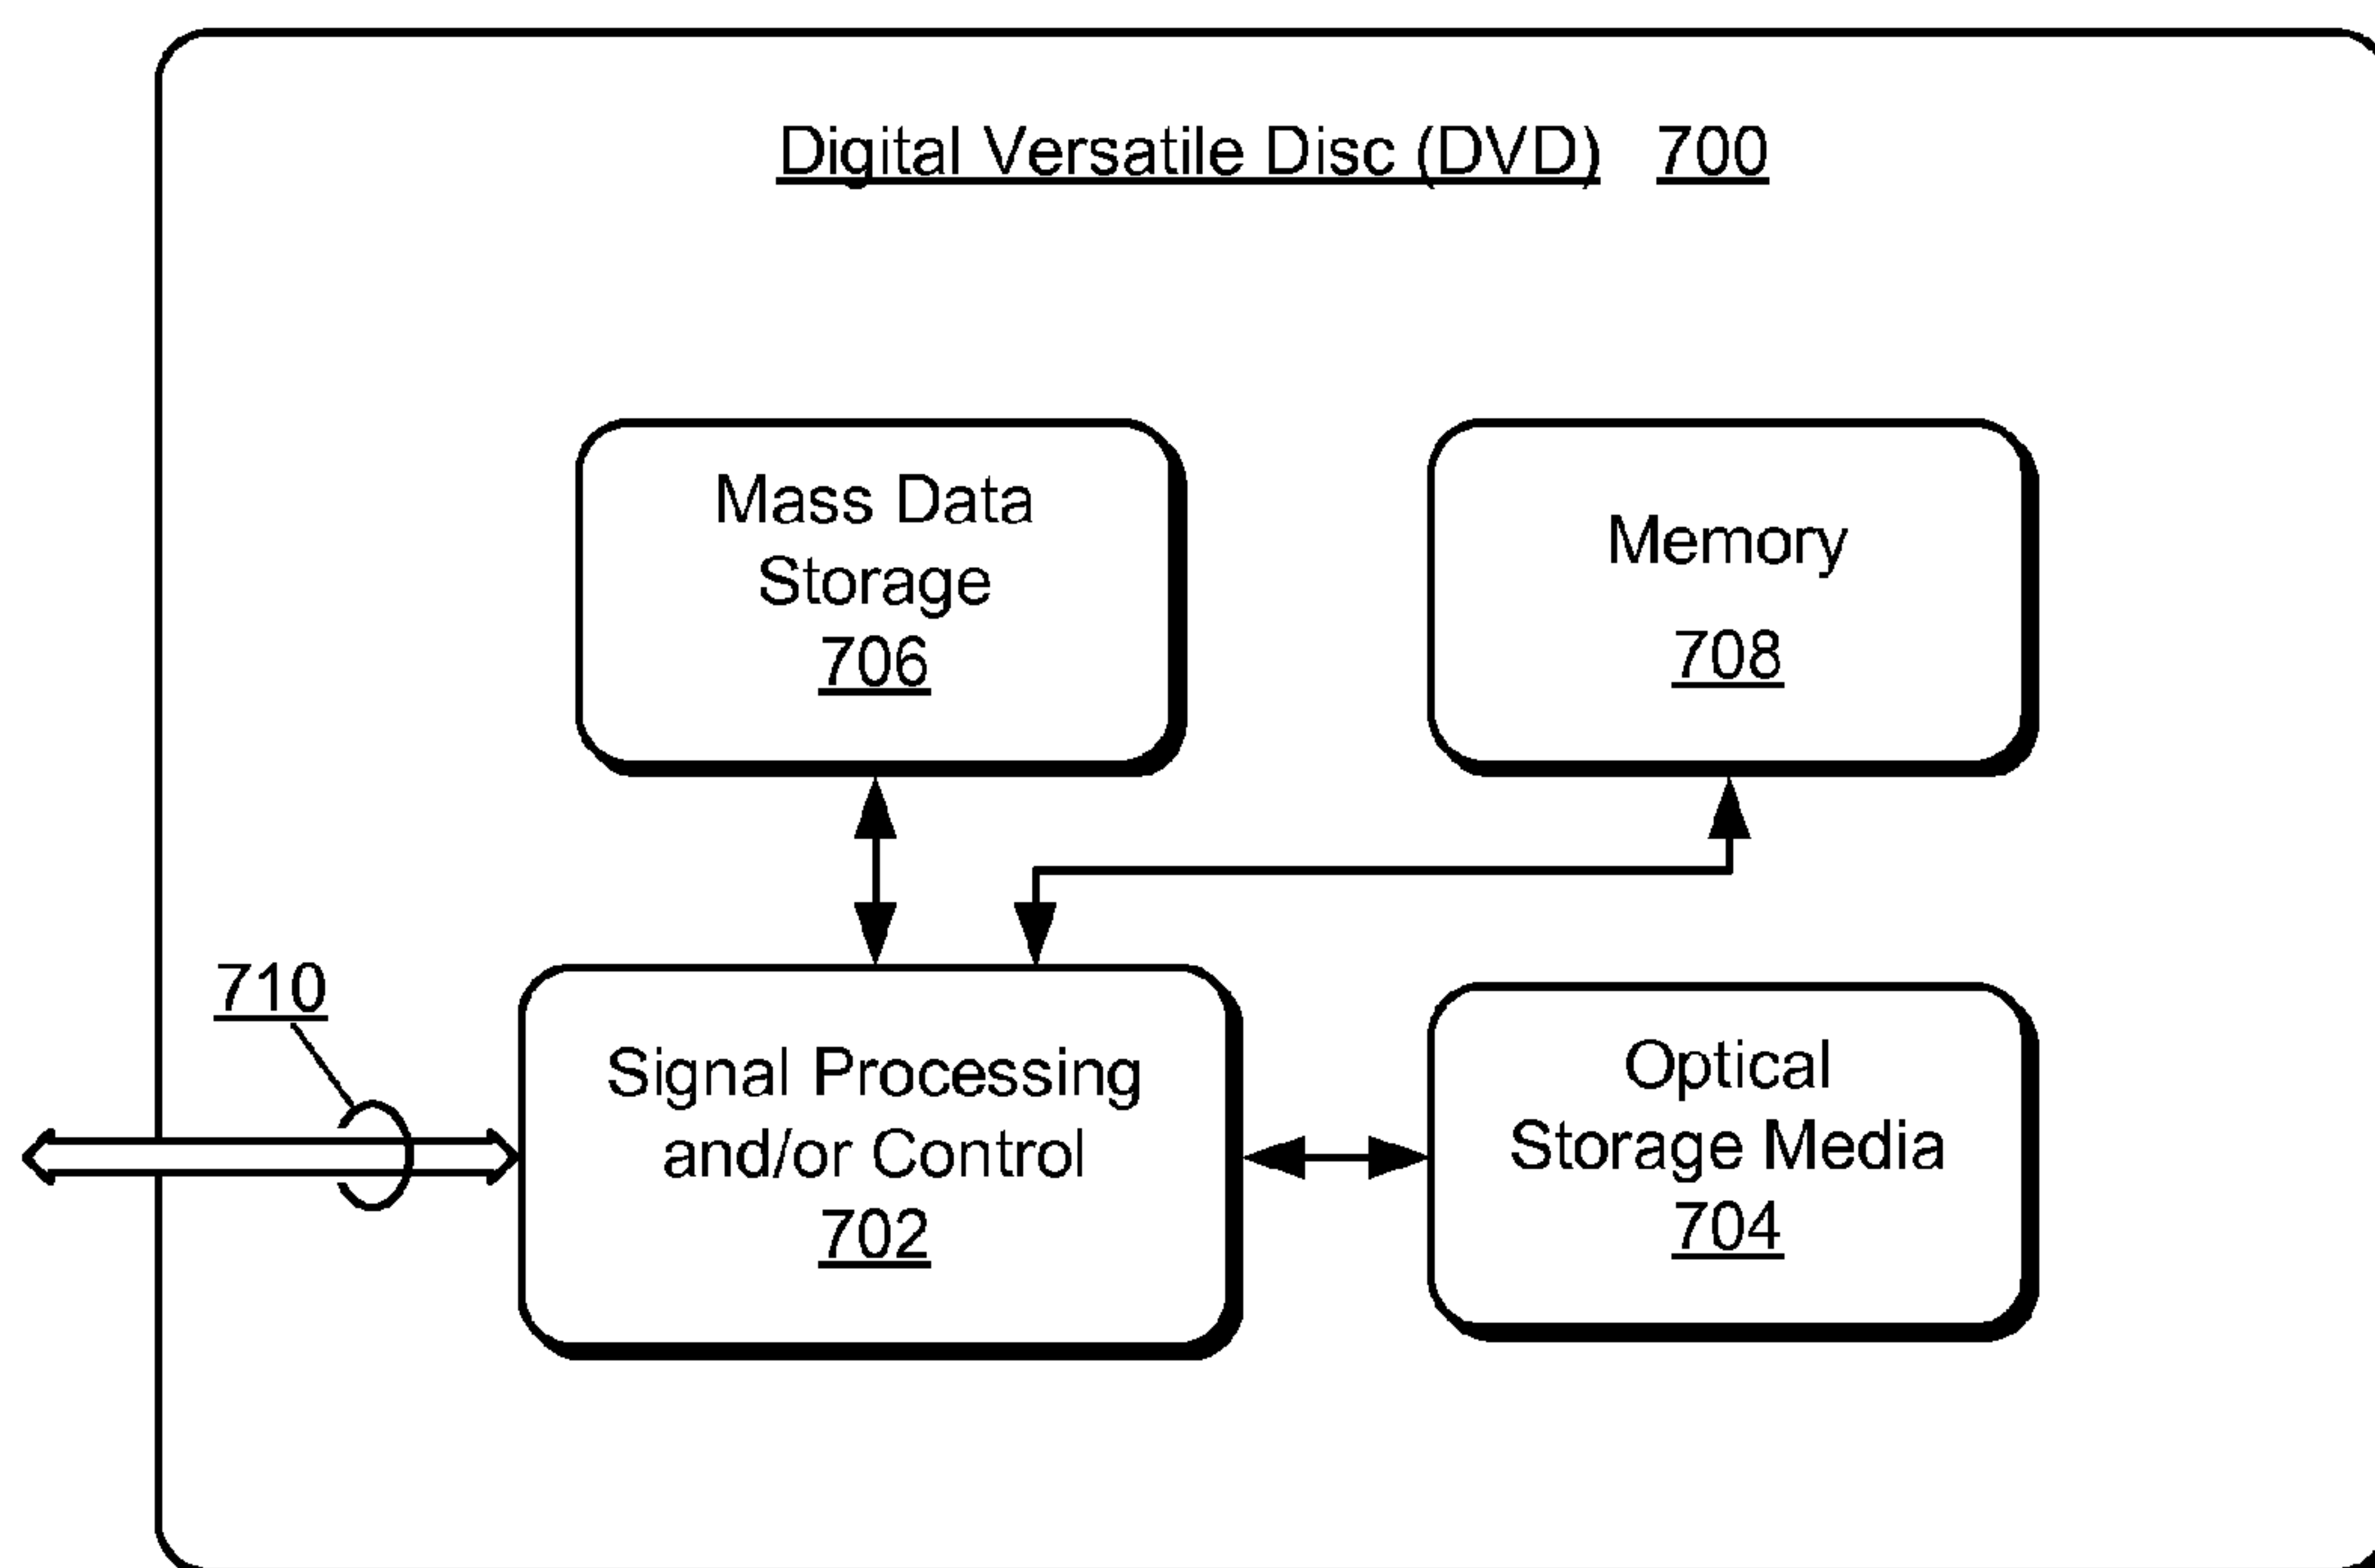 Digital Versatile Disc (DVD) 700
Mass Data
Storage
706
Memory
708
710
Signal Processing
and/or Control
702
Optical
Storage Media
704